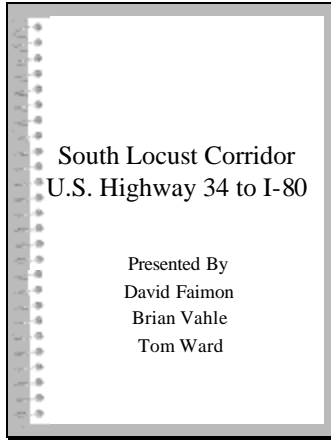 South Locust Corridor
U.S. Highway 34 to I-80
Presented By
David Faimon
Brian Vahle
Tom Ward